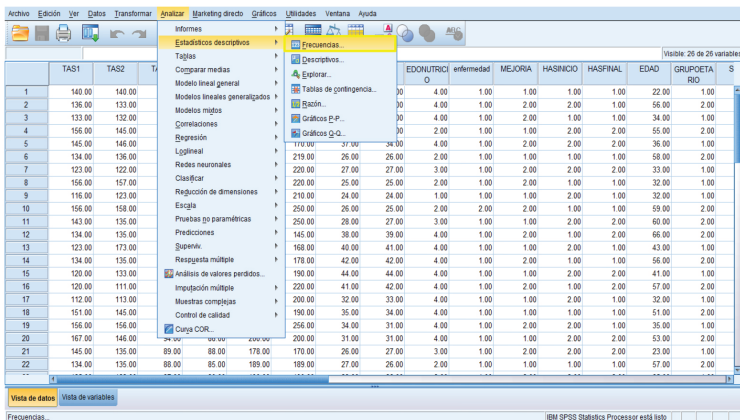 Archivo Edición Ver Datos Transformar Analizar Marketing directo Gráficos Utilidades Ventana Ayuda
Visible: 26 de 26 variables
Informes
Estadísticos descriptivos
Tablas
Comparar medias
Modelo lineal general
Modelos lineales generalizados
Modelos mixtos
Correlaciones
Regresión
Loglineal
Redes neuronales
Clasificar
Reducción de dimensiones
Escala
Pruebas no paramétricas
Predicciones
Superviv.
Respuesta múltiple
Análisis de valores perdidos...
Imputación múltiple
Muestras complejas
Control de calidad
Curva COR...
Frecuencias...
Descriptivos...
Explorar...
Tablas de contingencia...
Razón...
Gráficos P-P...
Gráficos Q-Q...
TAS1 TAS2 EDONUTRICIO enfermedad MEJORIA HASINICIO HASFINAL EDAD GRUPOETARIO S
1 140.00 140.00 4.00 1.00 1.00 1.00 1.00 22.00 1.00
2 136.00 133.00 4.00 1.00 1.00 2.00 1.00 56.00 2.00
3 133.00 132.00 4.00 1.00 1.00 1.00 1.00 34.00 1.00
4 156.00 145.00 4.00 1.00 1.00 2.00 2.00 55.00 2.00
5 145.00 146.00 170.00 37.00 34.00 4.00 1.00 1.00 2.00 2.00 36.00 1.00
6 134.00 136.00 219.00 26.00 26.00 2.00 1.00 1.00 1.00 1.00 58.00 2.00
7 123.00 122.00 220.00 27.00 27.00 3.00 1.00 1.00 2.00 2.00 33.00 1.00
8 156.00 157.00 220.00 25.00 25.00 2.00 1.00 1.00 1.00 1.00 32.00 1.00
9 116.00 123.00 210.00 24.00 24.00 1.00 1.00 1.00 2.00 1.00 32.00 1.00
10 156.00 158.00 250.00 26.00 25.00 2.00 2.00 1.00 2.00 1.00 59.00 2.00
11 143.00 135.00 250.00 28.00 27.00 3.00 1.00 1.00 2.00 2.00 60.00 2.00
12 134.00 135.00 145.00 38.00 39.00 4.00 1.00 1.00 2.00 2.00 66.00 2.00
13 123.00 173.00 168.00 40.00 41.00 4.00 1.00 1.00 2.00 1.00 43.00 1.00
14 134.00 135.00 178.00 42.00 42.00 4.00 1.00 1.00 2.00 1.00 56.00 2.00
15 120.00 133.00 190.00 44.00 44.00 4.00 1.00 1.00 2.00 2.00 41.00 1.00
16 120.00 111.00 220.00 41.00 42.00 4.00 1.00 1.00 2.00 2.00 57.00 2.00
17 112.00 113.00 200.00 32.00 33.00 4.00 1.00 1.00 2.00 1.00 32.00 1.00
18 151.00 145.00 190.00 35.00 34.00 4.00 1.00 1.00 2.00 1.00 51.00 2.00
19 156.00 156.00 256.00 34.00 31.00 4.00 1.00 1.00 2.00 1.00 35.00 1.00
20 167.00 146.00 200.00 31.00 31.00 4.00 1.00 1.00 2.00 2.00 53.00 2.00
21 145.00 135.00 89.00 88.00 178.00 170.00 26.00 27.00 3.00 1.00 1.00 2.00 2.00 23.00 1.00
22 134.00 135.00 88.00 85.00 189.00 189.00 27.00 26.00 2.00 1.00 1.00 1.00 1.00 57.00 2.00
Vista de datos Vista de variables
Frecuencias... IBM SPSS Statistics Processor está listo